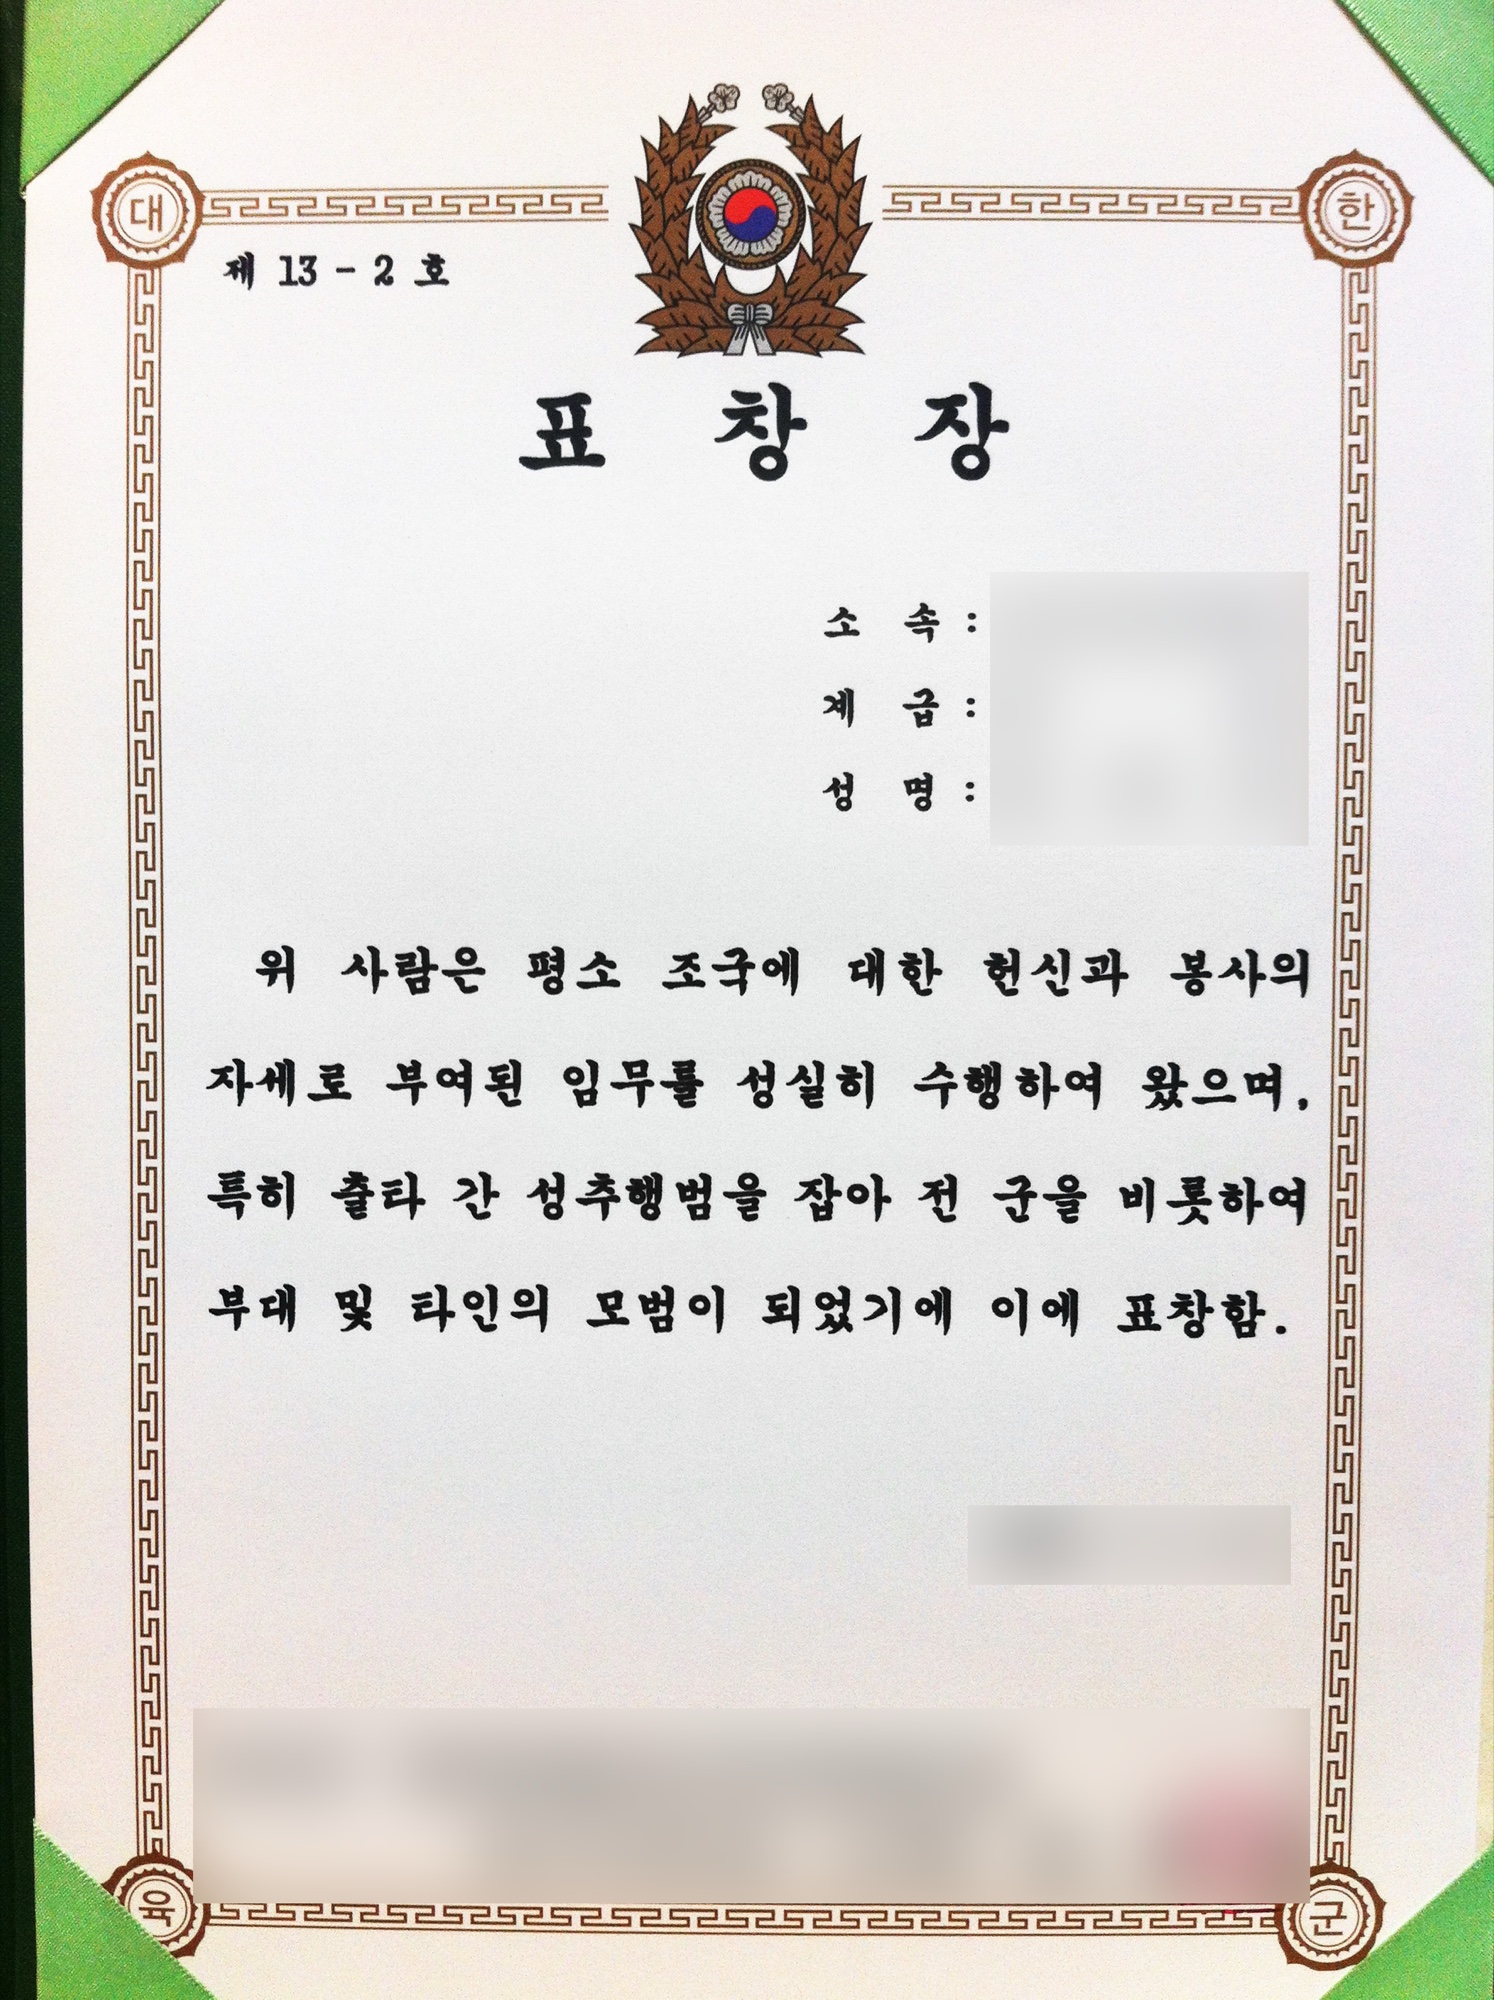 대 한
제 13 - 2 호
표 창 장
소 속 :
계 급 :
성 명 :
위 사람은 평소 조국에 대한 헌신과 봉사의
자세로 부여된 임무를 성실히 수행하여 왔으며,
특히 출타 간 성추행범을 잡아 전 군을 비롯하여
부대 및 타인의 모범이 되었기에 이에 표창함.
육 군